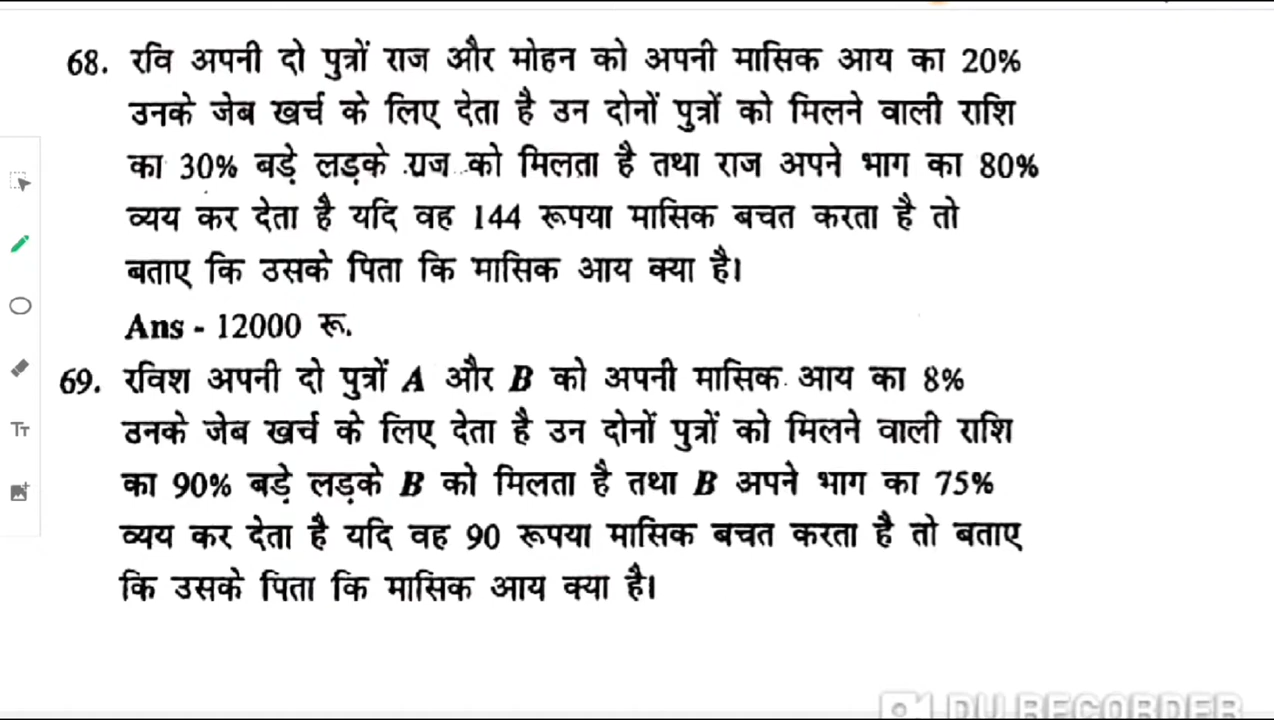 68. रवि अपनी दो पुत्रों राज और मोहन को अपनी मासिक आय का 20%
उनके जेब खर्च के लिए देता है उन दोनों पुत्रों को मिलने वाली राशि
का 30% बड़े लड़के राज को मिलता है तथा राज अपने भाग का 80%
व्यय कर देता है यदि वह 144 रूपया मासिक बचत करता है तो
बताए कि उसके पिता कि मासिक आय क्या है।
Ans - 12000 रू.
69. रविश अपनी दो पुत्रों A और B को अपनी मासिक आय का 8%
उनके जेब खर्च के लिए देता है उन दोनों पुत्रों को मिलने वाली राशि
का 90% बड़े लड़के B को मिलता है तथा B अपने भाग का 75%
व्यय कर देता है यदि वह 90 रूपया मासिक बचत करता है तो बताए
कि उसके पिता कि मासिक आय क्या है।
TT
DU RECORDER